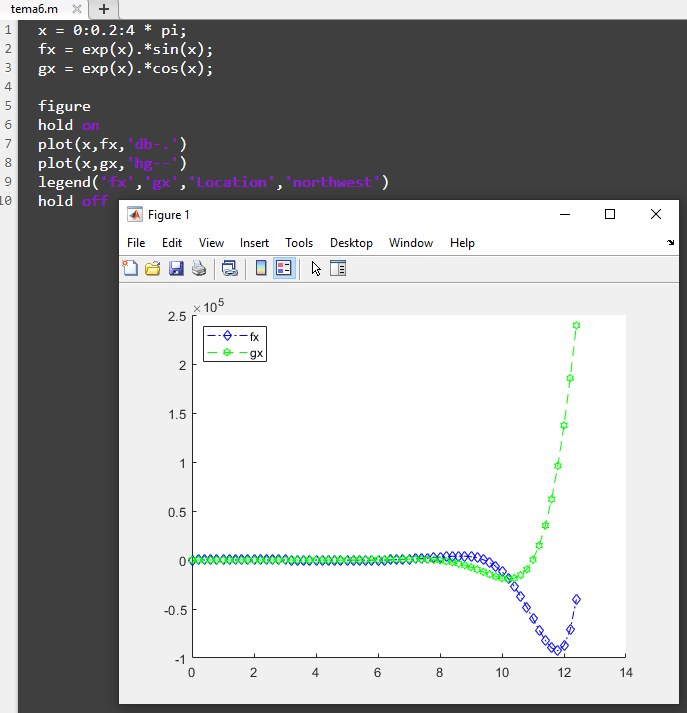 tema6.m × +
1 x = 0:0.2:4 * pi;
2 fx = exp(x).*sin(x);
3 gx = exp(x).*cos(x);
4
5 figure
6 hold on
7 plot(x,fx,'db-.')
8 plot(x,gx,'hg--')
9 legend('fx','gx','Location','northwest')
10 hold off
Figure 1
File Edit View Insert Tools Desktop Window Help
×10^5
2.5
fx
gx
2
1.5
1
0.5
0
-0.5
-1
0 2 4 6 8 10 12 14